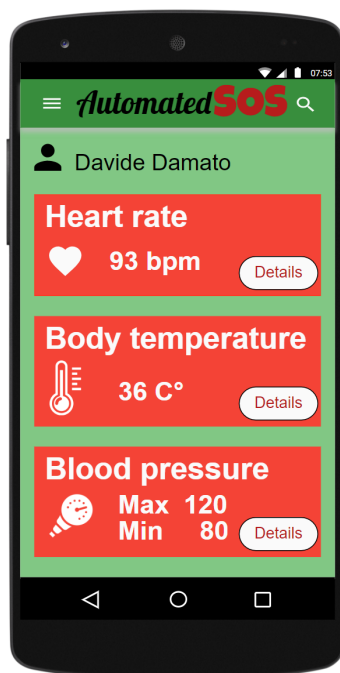 07:53
AutomatedSOS
Davide Damato
Heart rate
93 bpm
Details
Body temperature
36 C°
Details
Blood pressure
Max 120
Min 80
Details